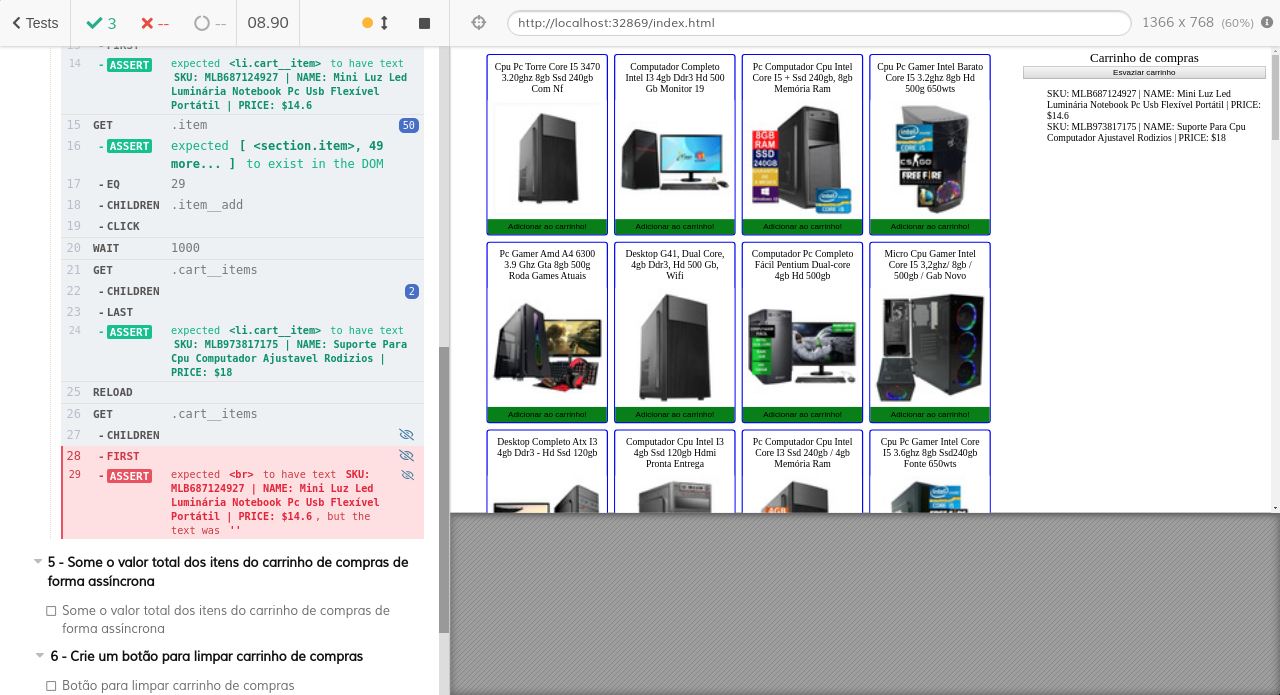 Tests
3
--
--
08.90
http://localhost:32869/index.html
1366 x 768 (60%)
14 - ASSERT expected <li.cart__item> to have text
SKU: MLB687124927 | NAME: Mini Luz Led
Luminária Notebook Pc Usb Flexível
Portátil | PRICE: $14.6
15 GET .item 50
16 - ASSERT expected [ <section.item>, 49
more... ] to exist in the DOM
17 - EQ 29
18 - CHILDREN .item__add
19 - CLICK
20 WAIT 1000
21 GET .cart__items
22 - CHILDREN 2
23 - LAST
24 - ASSERT expected <li.cart__item> to have text
SKU: MLB973817175 | NAME: Suporte Para
Cpu Computador Ajustavel Rodizios |
PRICE: $18
25 RELOAD
26 GET .cart__items
27 - CHILDREN
28 - FIRST
29 - ASSERT expected <br> to have text SKU:
MLB687124927 | NAME: Mini Luz Led
Luminária Notebook Pc Usb Flexível
Portátil | PRICE: $14.6 , but the
text was ''
5 - Some o valor total dos itens do carrinho de compras de
forma assíncrona
Some o valor total dos itens do carrinho de compras de
forma assíncrona
6 - Crie um botão para limpar carrinho de compras
Botão para limpar carrinho de compras
Cpu Pc Torre Core I5 3470
3.20ghz 8gb Ssd 240gb
Com Nf
Adicionar ao carrinho!
Computador Completo
Intel I3 4gb Ddr3 Hd 500
Gb Monitor 19
Adicionar ao carrinho!
Pc Computador Cpu Intel
Core I5 + Ssd 240gb, 8gb
Memória Ram
8GB
RAM
SSD
240GB
Windows 10
intel
CORE i5
Adicionar ao carrinho!
Cpu Pc Gamer Intel Barato
Core I5 3.2ghz 8gb Hd
500g 650wts
intel
CORE i5
CS:GO
FREE FIRE
Adicionar ao carrinho!
Pc Gamer Amd A4 6300
3.9 Ghz Gta 8gb 500g
Roda Games Atuais
Adicionar ao carrinho!
Desktop G41, Dual Core,
4gb Ddr3, Hd 500 Gb,
Wifi
Adicionar ao carrinho!
Computador Pc Completo
Fácil Pentium Dual-core
4gb Hd 500gb
Adicionar ao carrinho!
Micro Cpu Gamer Intel
Core I5 3,2ghz/ 8gb /
500gb / Gab Novo
Adicionar ao carrinho!
Desktop Completo Atx I3
4gb Ddr3 - Hd Ssd 120gb
Computador Cpu Intel I3
4gb Ssd 120gb Hdmi
Pronta Entrega
Pc Computador Cpu Intel
Core I3 Ssd 240gb / 4gb
Memória Ram
4GB
Cpu Pc Gamer Intel Core
I5 3.6ghz 8gb Ssd240gb
Fonte 650wts
intel
CORE i5
Carrinho de compras
Esvaziar carrinho
SKU: MLB687124927 | NAME: Mini Luz Led
Luminária Notebook Pc Usb Flexível Portátil | PRICE:
$14.6
SKU: MLB973817175 | NAME: Suporte Para Cpu
Computador Ajustavel Rodizios | PRICE: $18